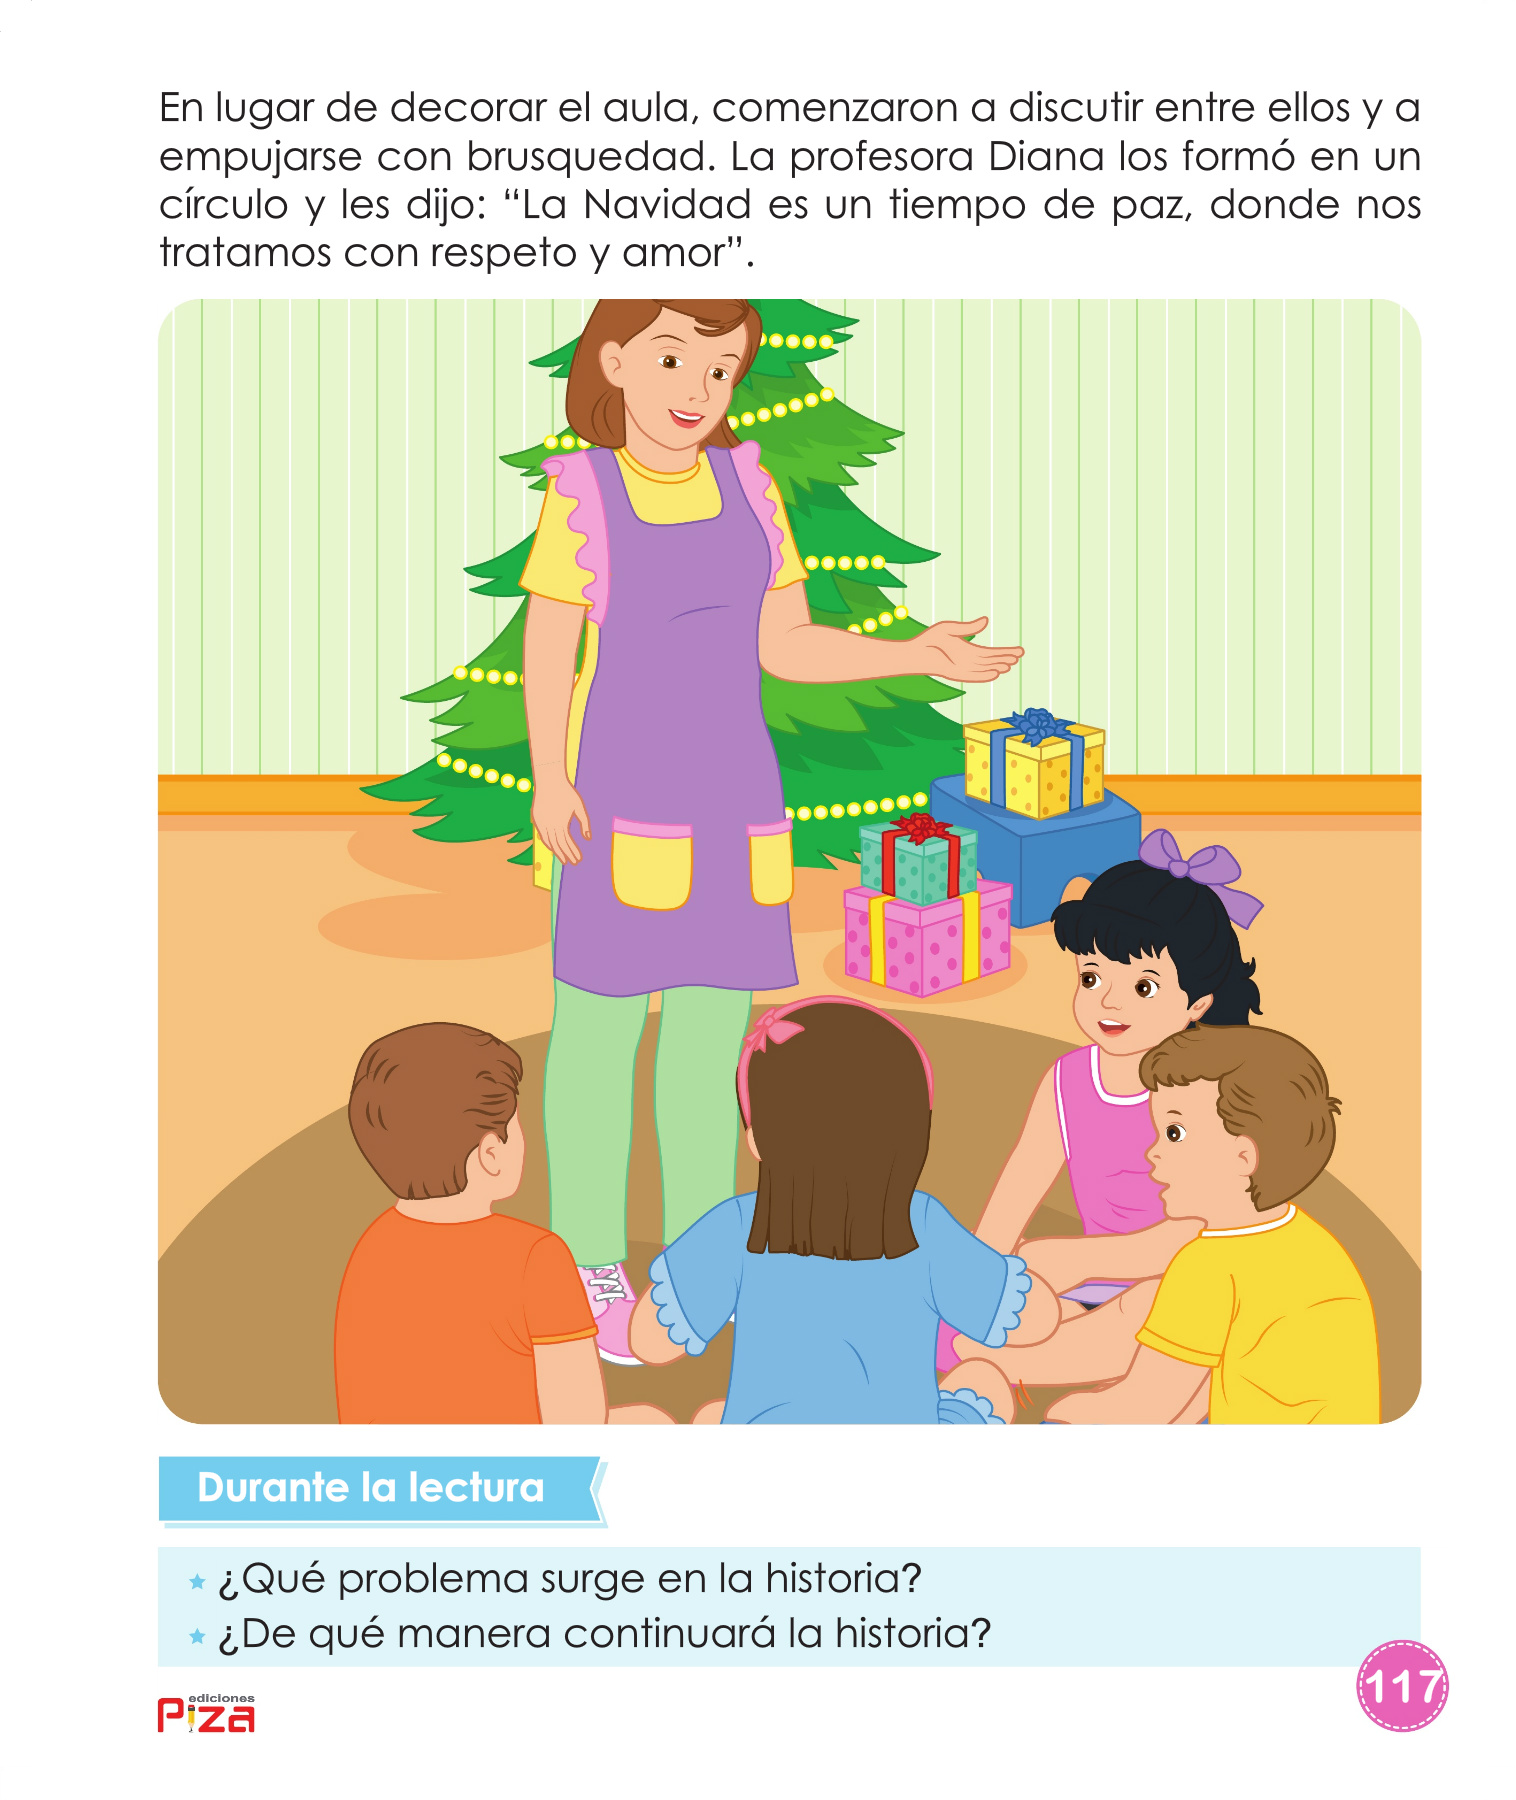 En lugar de decorar el aula, comenzaron a discutir entre ellos y a
empujarse con brusquedad. La profesora Diana los formó en un
círculo y les dijo: “La Navidad es un tiempo de paz, donde nos
tratamos con respeto y amor”.
Durante la lectura
¿Qué problema surge en la historia?
¿De qué manera continuará la historia?
117
ediciones
Piza